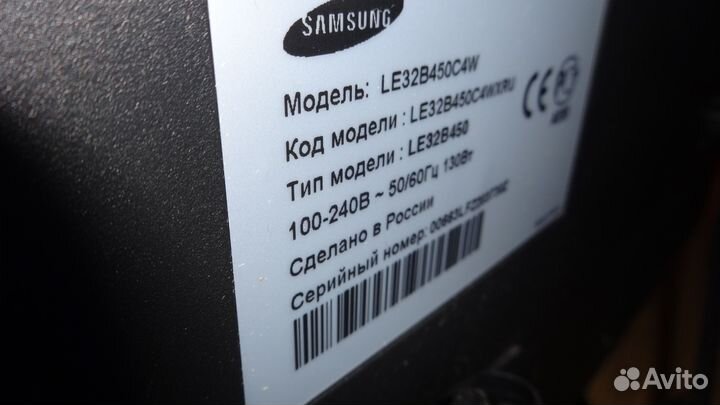 SAMSUNG
Модель: LE32B450C4W
Код модели : LE32B450C4WXRU
Тип модели : LE32B450
100-240В ~ 50/60Гц 130Вт
Сделано в России
Серийный номер:
CE
Avito